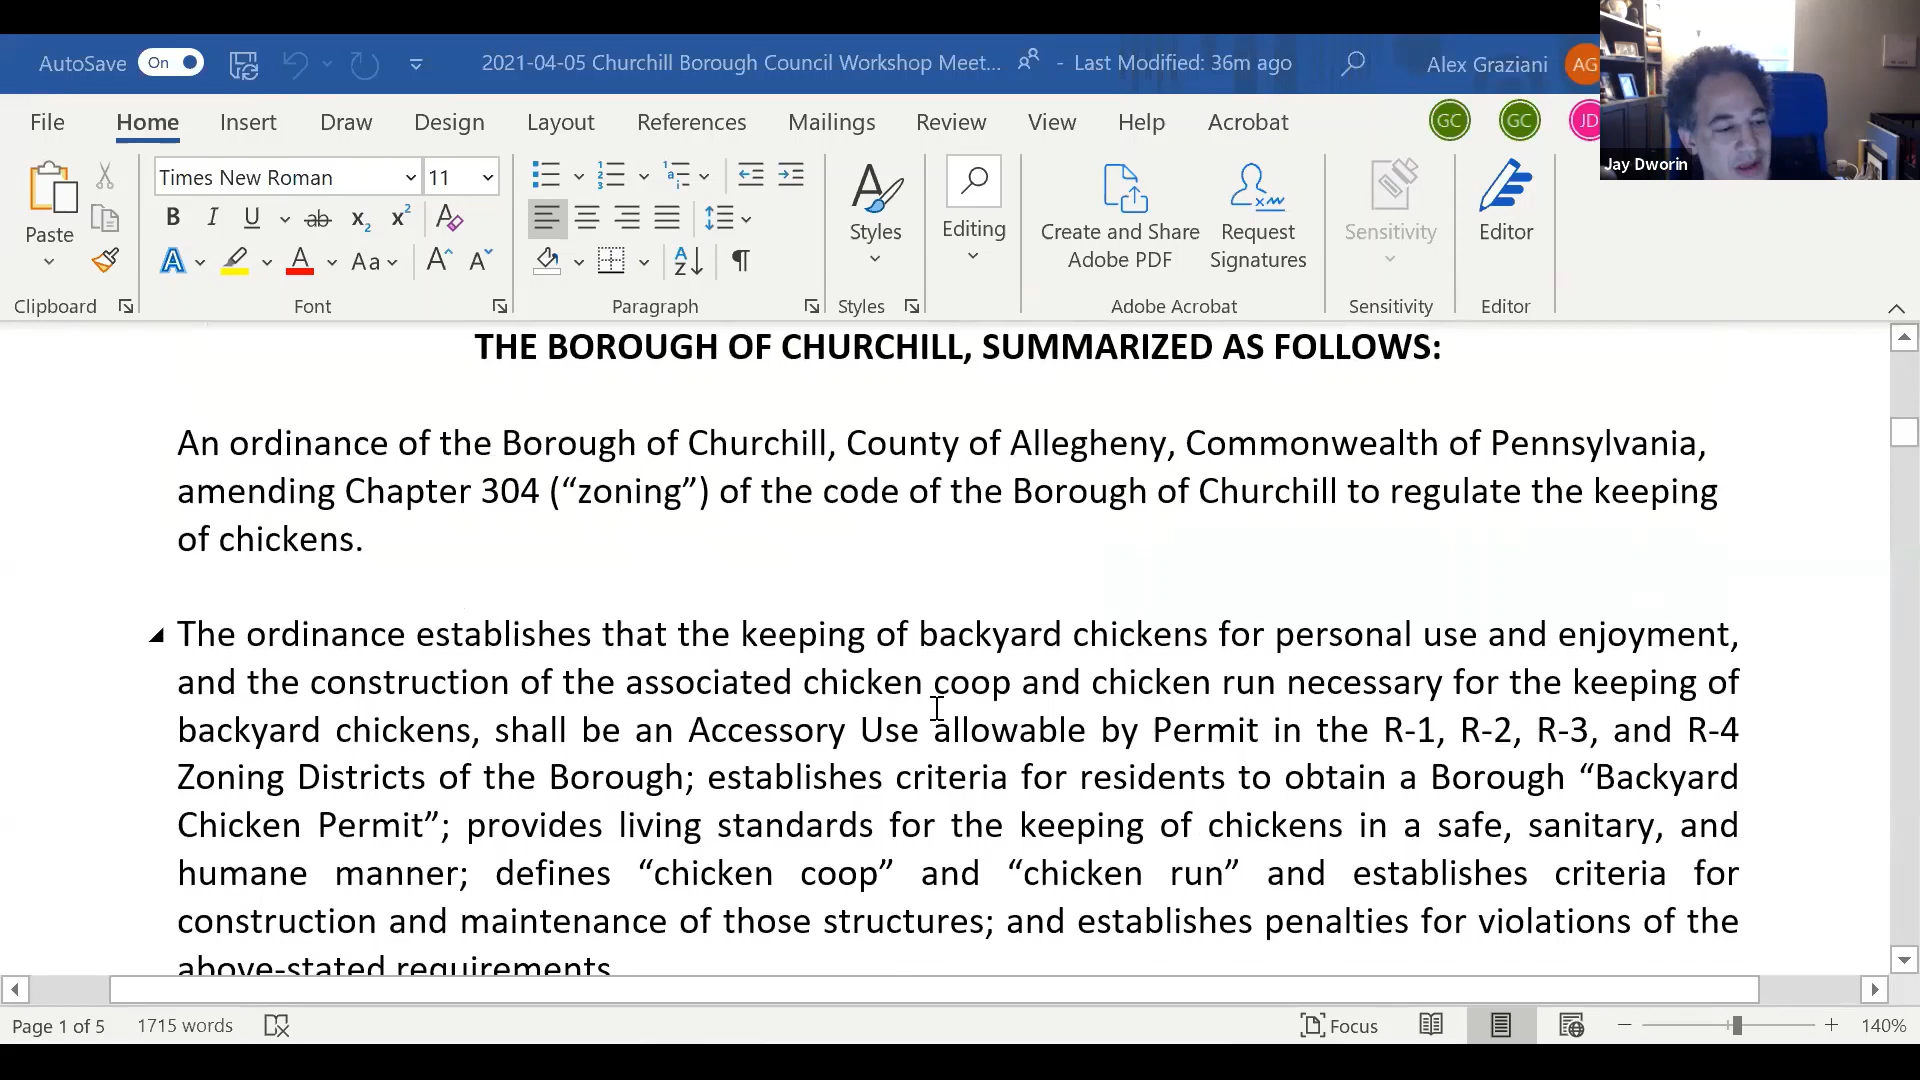 AutoSave On 2021-04-05 Churchill Borough Council Workshop Meet... - Last Modified: 36m ago Alex Graziani AG
File Home Insert Draw Design Layout References Mailings Review View Help Acrobat GC GC JD
Jay Dworin
Times New Roman 11
Paste
B I U ab x2 x2 A
A A Aa A A A Z
Styles
Editing
Create and Share
Adobe PDF
Request
Signatures
Sensitivity
Editor
Clipboard Font Paragraph Styles Adobe Acrobat Sensitivity Editor
THE BOROUGH OF CHURCHILL, SUMMARIZED AS FOLLOWS:
An ordinance of the Borough of Churchill, County of Allegheny, Commonwealth of Pennsylvania,
amending Chapter 304 (“zoning”) of the code of the Borough of Churchill to regulate the keeping
of chickens.
The ordinance establishes that the keeping of backyard chickens for personal use and enjoyment,
and the construction of the associated chicken coop and chicken run necessary for the keeping of
backyard chickens, shall be an Accessory Use allowable by Permit in the R-1, R-2, R-3, and R-4
Zoning Districts of the Borough; establishes criteria for residents to obtain a Borough “Backyard
Chicken Permit”; provides living standards for the keeping of chickens in a safe, sanitary, and
humane manner; defines “chicken coop” and “chicken run” and establishes criteria for
construction and maintenance of those structures; and establishes penalties for violations of the
above-stated requirements
Page 1 of 5 1715 words Focus 140%